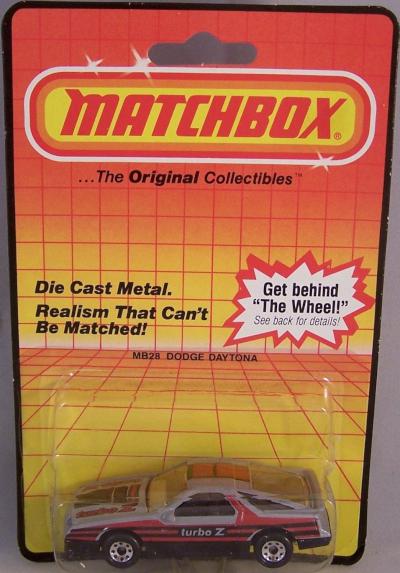 MATCHBOX®
...The Original Collectibles™
Die Cast Metal.
Realism That Can't
Be Matched!
Get behind
"The Wheel!"
See back for details!
MB28 DODGE DAYTONA
turbo Z
turbo Z